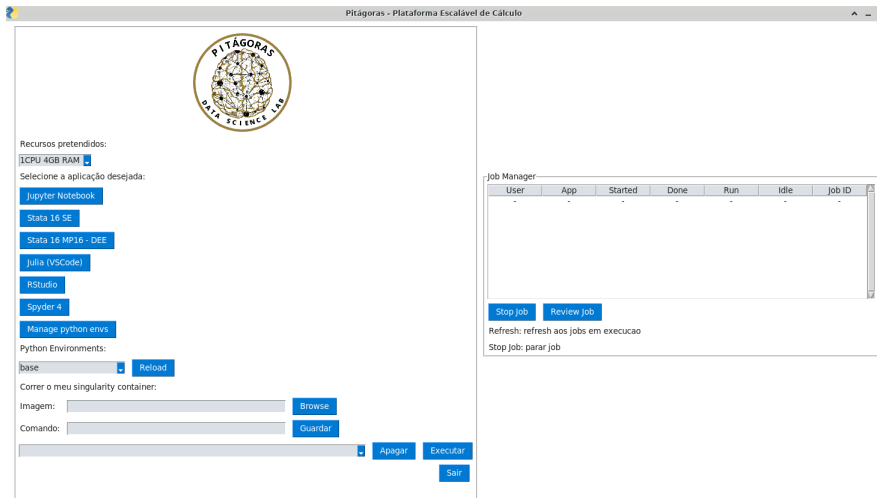 Pitágoras - Plataforma Escalável de Cálculo
PITÁGORAS
DATA SCIENCE LAB
Recursos pretendidos:
1CPU 4GB RAM
Selecione a aplicação desejada:
Jupyter Notebook
Stata 16 SE
Stata 16 MP16 - DEE
Julia (VSCode)
RStudio
Spyder 4
Manage python envs
Python Environments:
base Reload
Correr o meu singularity container:
Imagem: Browse
Comando: Guardar
Apagar Executar
Sair
Job Manager
User App Started Done Run Idle Job ID
- - - - - - -
Stop Job Review Job
Refresh: refresh aos jobs em execucao
Stop Job: parar job